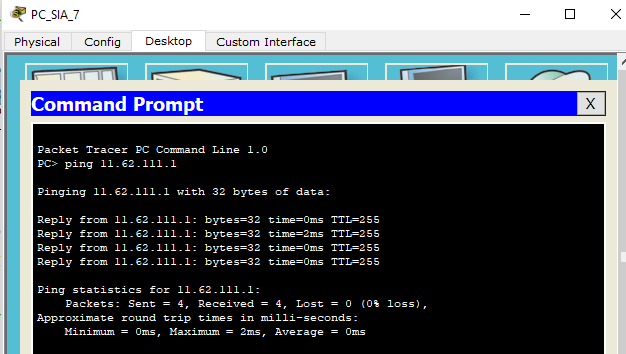 PC_SIA_7
Physical Config Desktop Custom Interface
Command Prompt X
Packet Tracer PC Command Line 1.0
PC> ping 11.62.111.1
Pinging 11.62.111.1 with 32 bytes of data:
Reply from 11.62.111.1: bytes=32 time=0ms TTL=255
Reply from 11.62.111.1: bytes=32 time=2ms TTL=255
Reply from 11.62.111.1: bytes=32 time=0ms TTL=255
Reply from 11.62.111.1: bytes=32 time=0ms TTL=255
Ping statistics for 11.62.111.1:
Packets: Sent = 4, Received = 4, Lost = 0 (0% loss),
Approximate round trip times in milli-seconds:
Minimum = 0ms, Maximum = 2ms, Average = 0ms